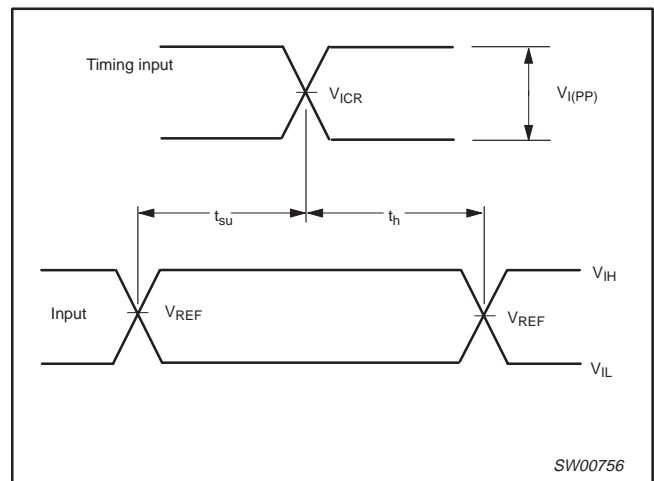 Timing input
V_ICR
V_I(PP)
t_su
t_h
V_IH
Input
V_REF
V_REF
V_IL
SW00756